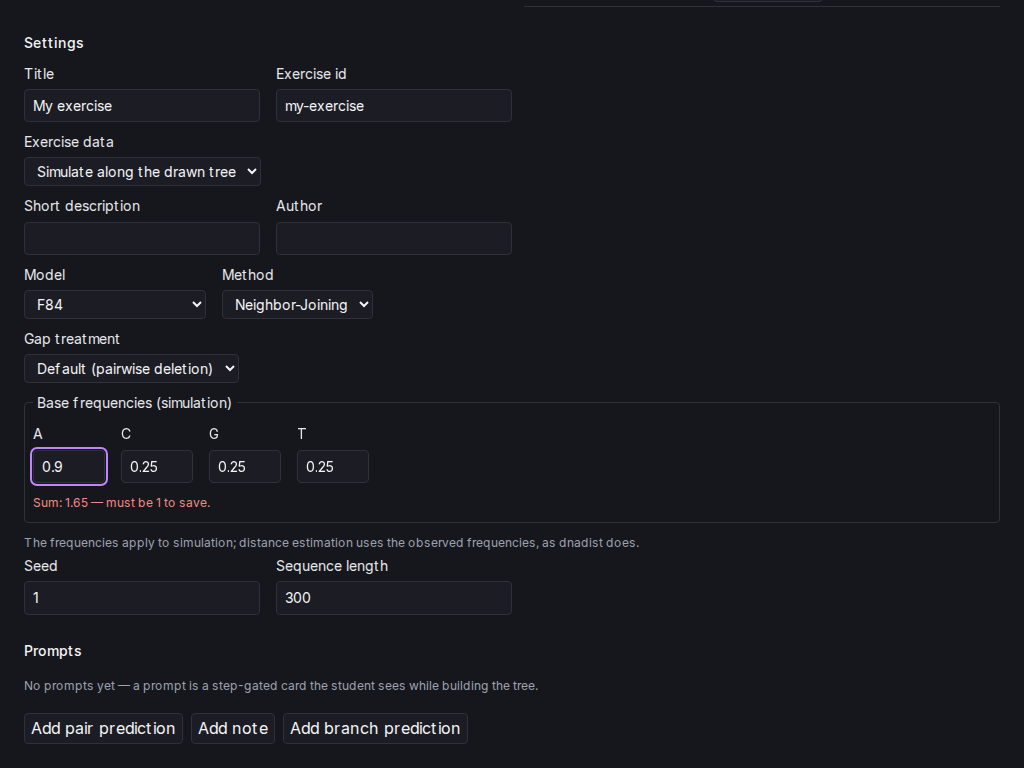 Settings
Title Exercise id
My exercise my-exercise
Exercise data
Simulate along the drawn tree
Short description Author
Model Method
F84 Neighbor-Joining
Gap treatment
Default (pairwise deletion)
Base frequencies (simulation)
A C G T
0.9 0.25 0.25 0.25
Sum: 1.65 — must be 1 to save.
The frequencies apply to simulation; distance estimation uses the observed frequencies, as dnadist does.
Seed Sequence length
1 300
Prompts
No prompts yet — a prompt is a step-gated card the student sees while building the tree.
Add pair prediction Add note Add branch prediction